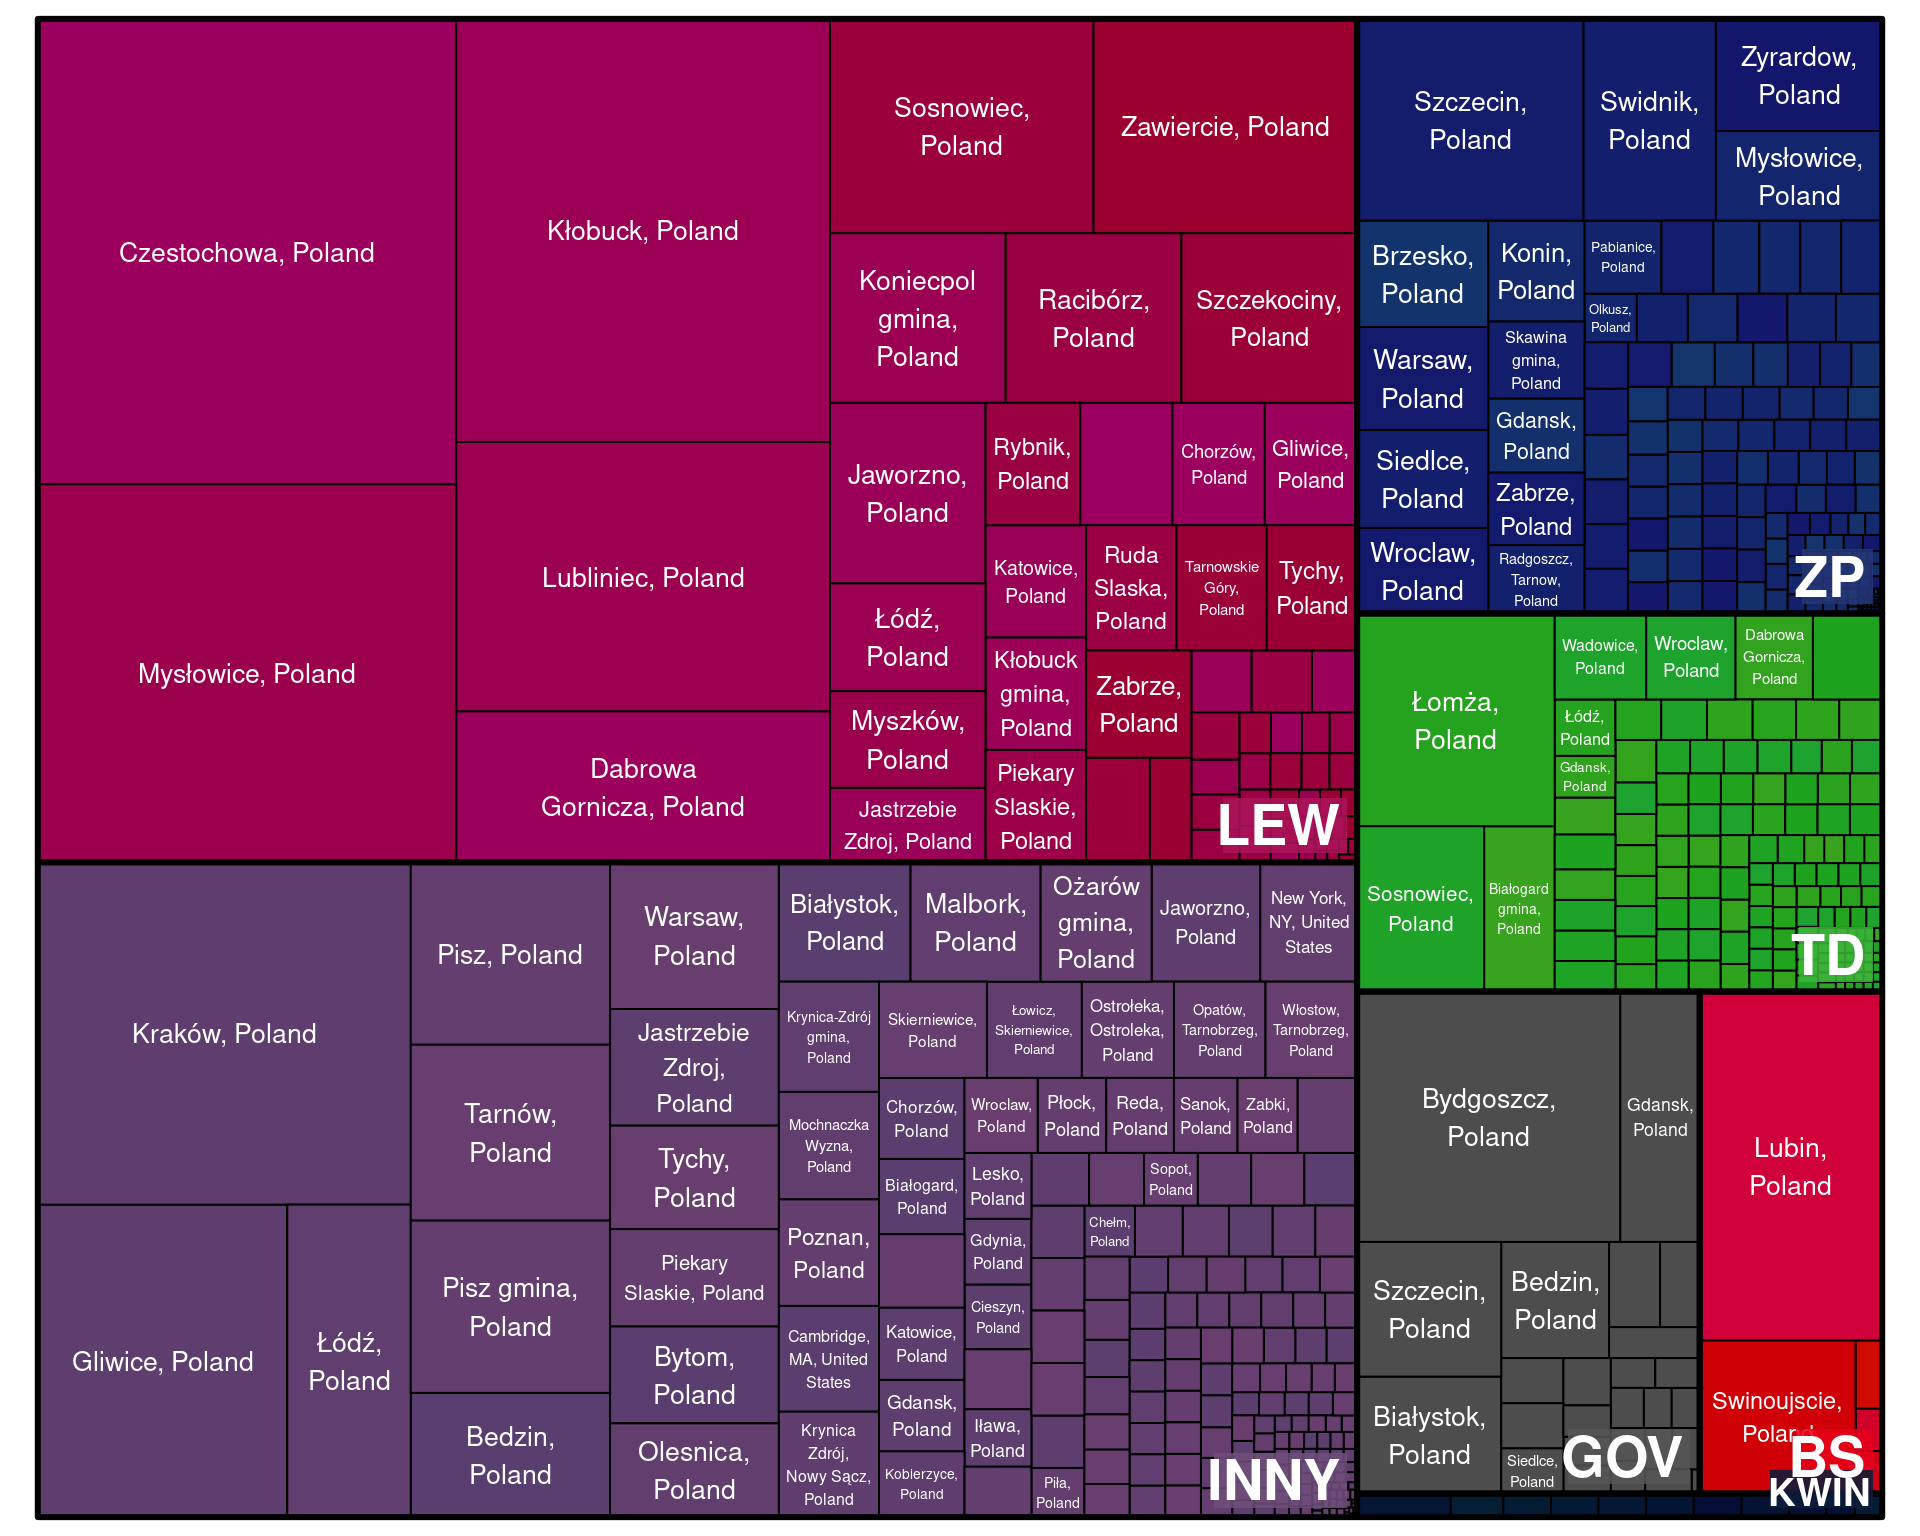 Czestochowa, Poland
Mysłowice, Poland
Kłobuck, Poland
Lubliniec, Poland
Dabrowa
Gornicza, Poland
Sosnowiec,
Poland
Zawiercie, Poland
Koniecpol
gmina,
Poland
Racibórz,
Poland
Szczekociny,
Poland
Jaworzno,
Poland
Łódź,
Poland
Myszków,
Poland
Jastrzebie
Zdroj, Poland
Rybnik,
Poland
Chorzów,
Poland
Gliwice,
Poland
Katowice,
Poland
Kłobuck
gmina,
Poland
Piekary
Slaskie,
Poland
Ruda
Slaska,
Poland
Tarnowskie
Góry,
Poland
Tychy,
Poland
Zabrze,
Poland
LEW
Szczecin,
Poland
Swidnik,
Poland
Zyrardow,
Poland
Mysłowice,
Poland
Brzesko,
Poland
Warsaw,
Poland
Siedlce,
Poland
Wroclaw,
Poland
Konin,
Poland
Skawina
gmina,
Poland
Gdansk,
Poland
Zabrze,
Poland
Radgoszcz,
Tarnow,
Poland
Pabianice,
Poland
Olkusz,
Poland
ZP
Łomża,
Poland
Sosnowiec,
Poland
Białogard
gmina,
Poland
Wadowice,
Poland
Wroclaw,
Poland
Dabrowa
Gornicza,
Poland
Łódź,
Poland
Gdansk,
Poland
TD
Kraków, Poland
Gliwice, Poland
Łódź,
Poland
Pisz, Poland
Tarnów,
Poland
Pisz gmina,
Poland
Bedzin,
Poland
Warsaw,
Poland
Jastrzebie
Zdroj,
Poland
Tychy,
Poland
Piekary
Slaskie, Poland
Bytom,
Poland
Olesnica,
Poland
Białystok,
Poland
Malbork,
Poland
Ożarów
gmina,
Poland
Jaworzno,
Poland
New York,
NY, United
States
Krynica-Zdrój
gmina,
Poland
Mochnaczka
Wyzna,
Poland
Poznan,
Poland
Cambridge,
MA, United
States
Krynica
Zdrój,
Nowy Sącz,
Poland
Skierniewice,
Poland
Łowicz,
Skierniewice,
Poland
Ostrołeka,
Ostroleka,
Poland
Opatów,
Tarnobrzeg,
Poland
Włostow,
Tarnobrzeg,
Poland
Chorzów,
Poland
Białogard,
Poland
Katowice,
Poland
Gdansk,
Poland
Kobierzyce,
Poland
Wroclaw,
Poland
Płock,
Poland
Reda,
Poland
Sanok,
Poland
Zabki,
Poland
Lesko,
Poland
Gdynia,
Poland
Cieszyn,
Poland
Iława,
Poland
Sopot,
Poland
Chełm,
Poland
Piła,
Poland
INNY
Bydgoszcz,
Poland
Gdansk,
Poland
Szczecin,
Poland
Białystok,
Poland
Bedzin,
Poland
Siedlce,
Poland
GOV
Lubin,
Poland
Swinoujscie,
Poland
BS
KWIN